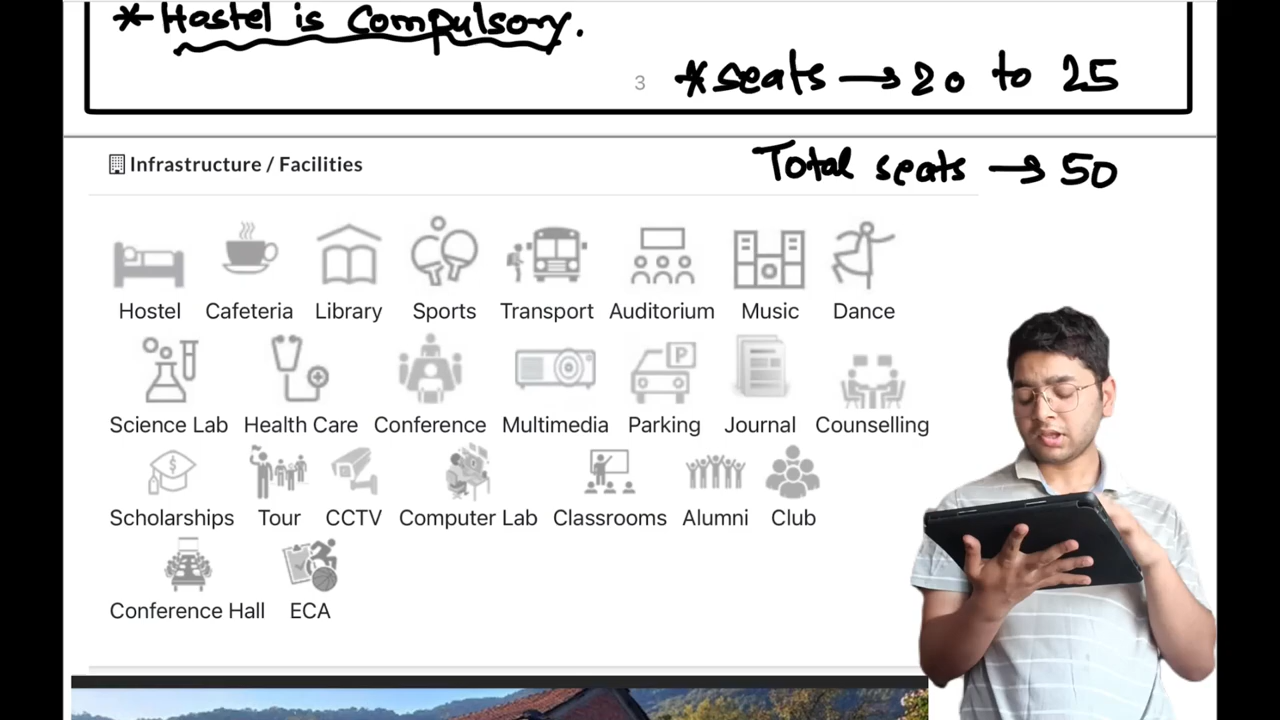 * Hostel is Compulsory.
3
* seats → 20 to 25
Infrastructure / Facilities
Total seats → 50
Hostel Cafeteria Library Sports Transport Auditorium Music Dance
P
Science Lab Health Care Conference Multimedia Parking Journal Counselling
$
Scholarships Tour CCTV Computer Lab Classrooms Alumni Club
Conference Hall ECA